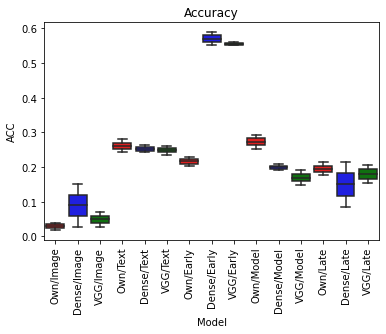 Accuracy
ACC
0.6
0.5
0.4
0.3
0.2
0.1
0.0
Own/Image
Dense/Image
VGG/Image
Own/Text
Dense/Text
VGG/Text
Own/Early
Dense/Early
VGG/Early
Own/Model
Dense/Model
VGG/Model
Own/Late
Dense/Late
VGG/Late
Model